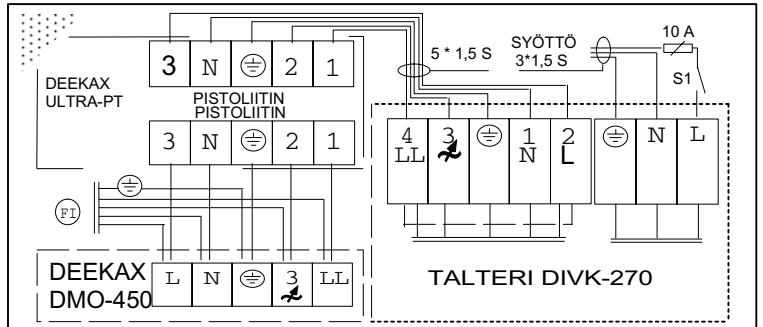 3 N 2 1
DEEKAX
ULTRA-PT
PISTOLIITIN
PISTOLIITIN
3 N 2 1
5 * 1,5 S
SYÖTTÖ
3*1,5 S
10 A
S1
4
LL
3
1
N
2
L
N L
FI
DEEKAX
DMO-450
L N 3 LL
TALTERI DIVK-270